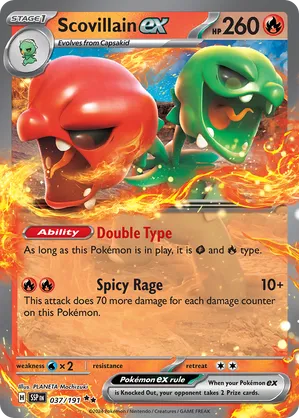 STAGE1 Scovillain ex HP 260
Evolves from Capsakid
Ability Double Type
As long as this Pokémon is in play, it is and type.
Spicy Rage 10+
This attack does 70 more damage for each damage counter
on this Pokémon.
weakness ×2 resistance retreat
Illus. PLANETA Mochizuki
Pokémon ex rule
When your Pokémon ex
is Knocked Out, your opponent takes 2 Prize cards.
H SSP EN 037/191
©2024 Pokémon / Nintendo / Creatures / GAME FREAK